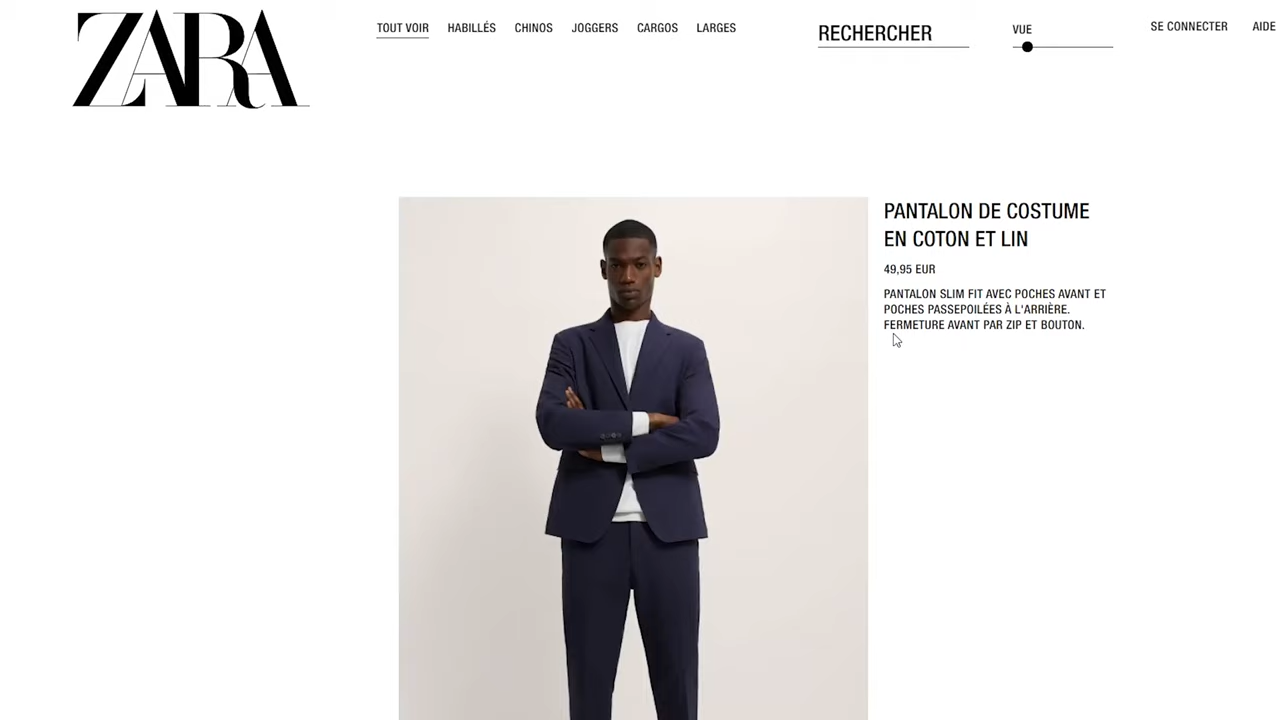 ZARA
TOUT VOIR HABILLÉS CHINOS JOGGERS CARGOS LARGES
RECHERCHER
VUE
SE CONNECTER AIDE
PANTALON DE COSTUME
EN COTON ET LIN
49,95 EUR
PANTALON SLIM FIT AVEC POCHES AVANT ET
POCHES PASSEPOILÉES À L'ARRIÈRE.
FERMETURE AVANT PAR ZIP ET BOUTON.